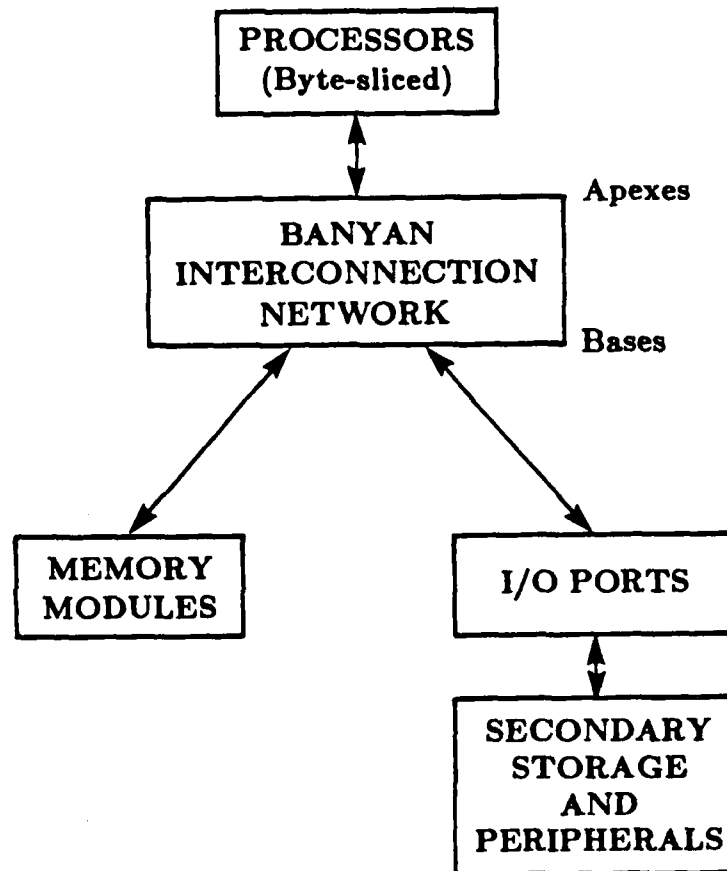 PROCESSORS
(Byte-sliced)
Apexes
BANYAN
INTERCONNECTION
NETWORK
Bases
MEMORY
MODULES
I/O PORTS
SECONDARY
STORAGE
AND
PERIPHERALS